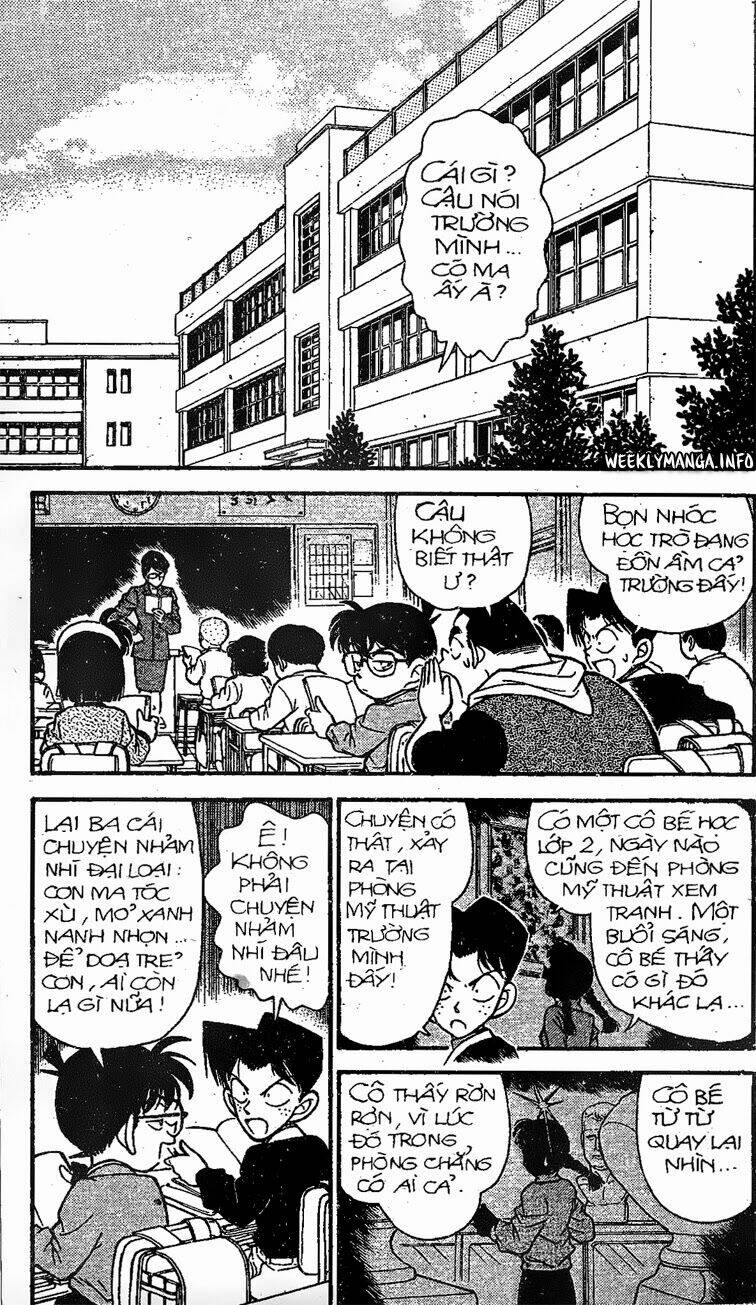 CÁI GÌ?
CẬU NÓI
TRƯỜNG
MÌNH...
CÓ MA
ẤY À?
WEEKLYMANGA.INFO
BỌN NHÓC
HỌC TRÒ ĐANG
ĐỒN ẦM CẢ
TRƯỜNG ĐẤY!
CẬU
KHÔNG
BIẾT THẬT
Ư?
Ê!
KHÔNG
PHẢI
CHUYỆN
NHẢM
NHÍ ĐÂU
NHÉ!
LẠI BA CÁI
CHUYỆN NHẢM
NHÍ ĐẠI LOẠI:
CON MA TÓC
XÙ, MỎ XANH
NANH NHỌN...
ĐỂ DOẠ TRẺ
CON, AI CÒN
LẠ GÌ NỮA!
CÓ MỘT CÔ BÉ HỌC
LỚP 2, NGÀY NÀO
CŨNG ĐẾN PHÒNG
MỸ THUẬT XEM
TRANH. MỘT
BUỔI SÁNG,
CÔ BÉ THẤY
CÓ GÌ ĐÓ
KHÁC LẠ...
CHUYỆN CÓ
THẬT, XẢY
RA TẠI
PHÒNG
MỸ THUẬT
TRƯỜNG
MÌNH
ĐẤY!
CÔ BÉ
TỪ TỪ
QUAY LẠI
NHÌN...
CÔ THẤY RỜN
RỢN, VÌ LÚC
ĐÓ TRONG
PHÒNG CHẲNG
CÓ AI CẢ.